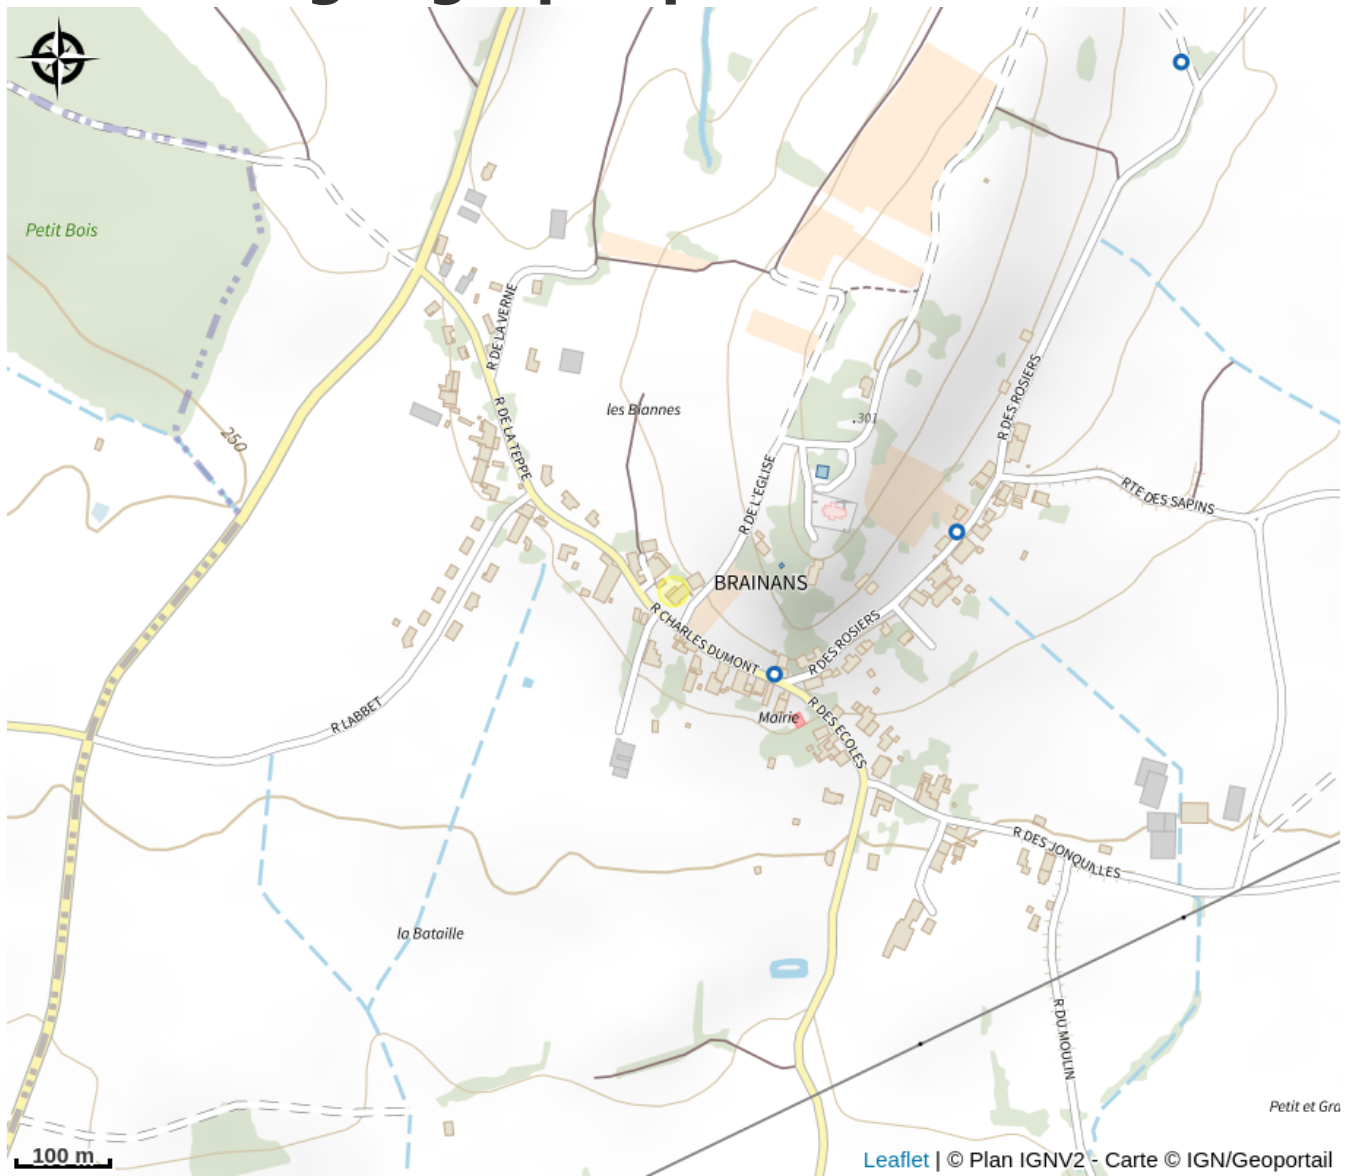 Petit Bois
250
R DE LA VERNE
R DE LA TEPPE
les Biannes
.301
R DES ROSIERS
RTE DES SAPINS
R DE L'EGLISE
BRAINANS
R CHARLES DUMONT
R DES ROSIERS
R LABBET
Mairie
R DES ECOLES
R DES JONQUILLES
la Bataille
R DU MOULIN
Petit et Gra
100 m
Leaflet | © Plan IGNV2 - Carte © IGN/Geoportail